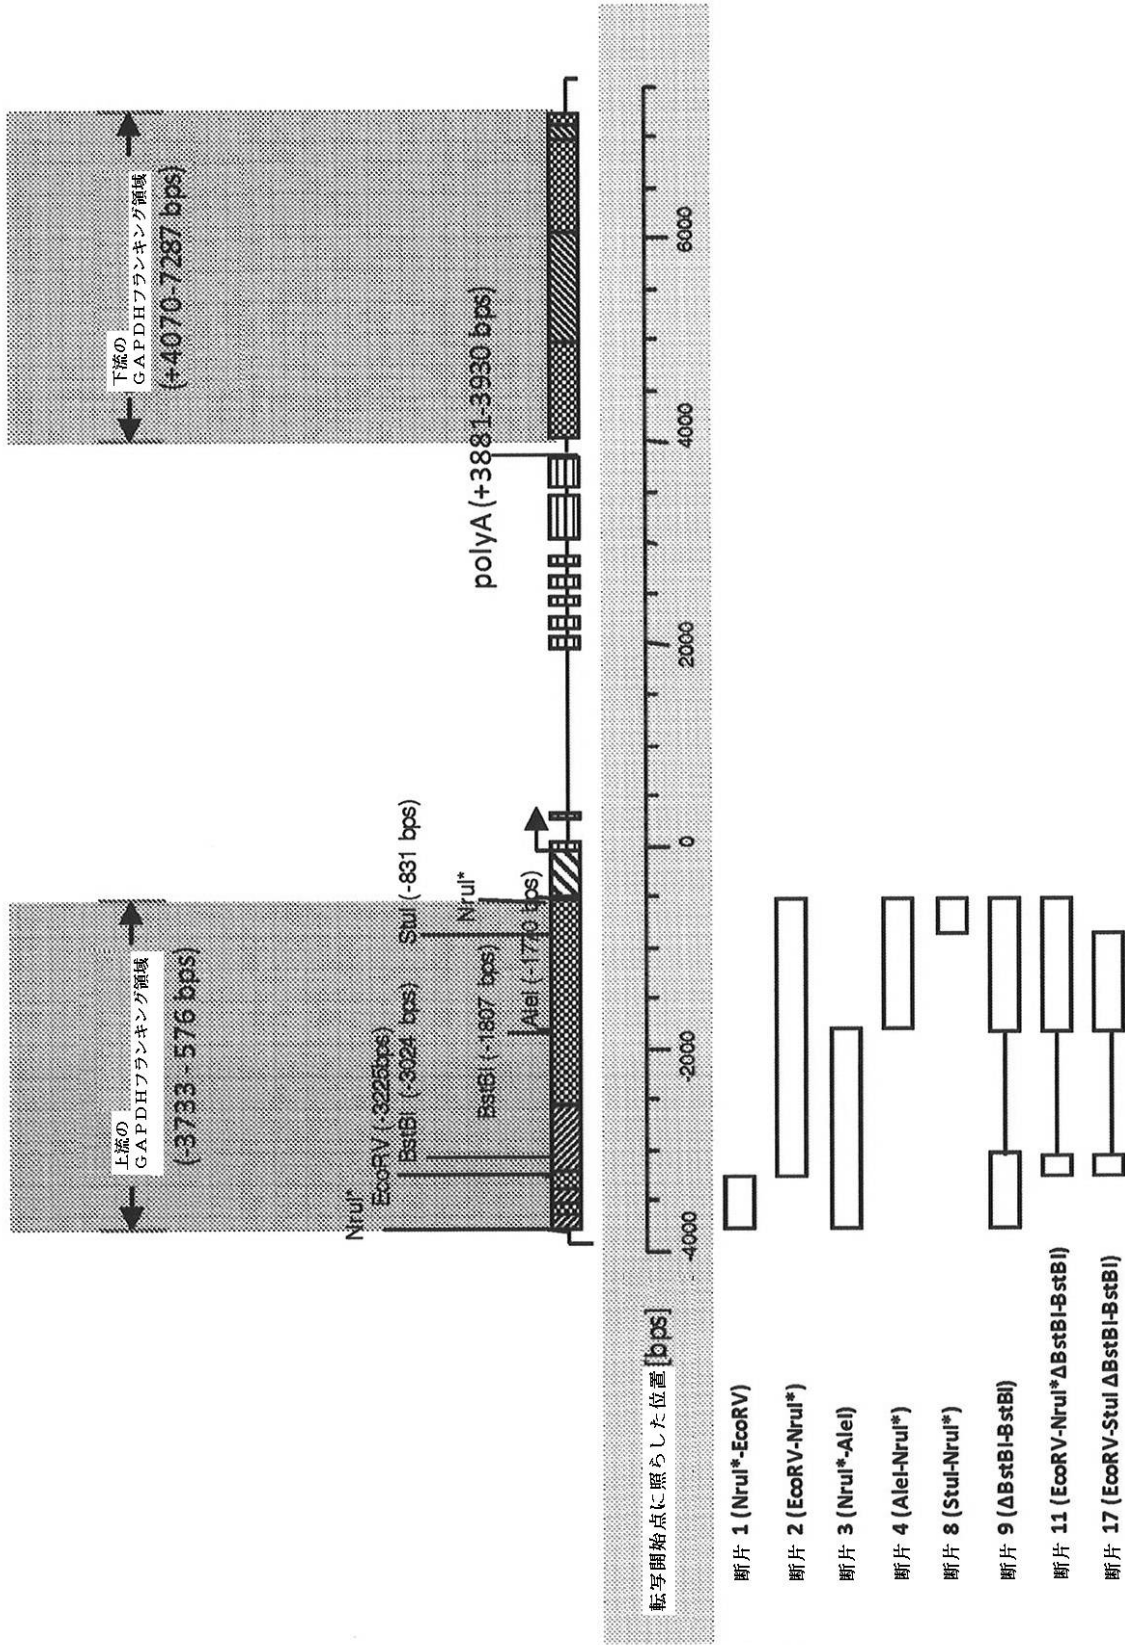 上流の
GAPDHフランキング領域
(-3733 - 576 bps)
下流の
GAPDHフランキング領域
(+4070-7287 bps)
NruI*
EcoRV (-3225bps)
BstBI (-3024 bps)
BstBI (-1807 bps)
AleI (-1720 bps)
StuI (-831 bps)
NruI*
polyA (+3881-3930 bps)
転写開始点に照らした位置 [bps]
-4000
-2000
0
2000
4000
6000
断片 1 (NruI*-EcoRV)
断片 2 (EcoRV-NruI*)
断片 3 (NruI*-AleI)
断片 4 (AleI-NruI*)
断片 8 (StuI-NruI*)
断片 9 (ΔBstBI-BstBI)
断片 11 (EcoRV-NruI*ΔBstBI-BstBI)
断片 17 (EcoRV-StuI ΔBstBI-BstBI)